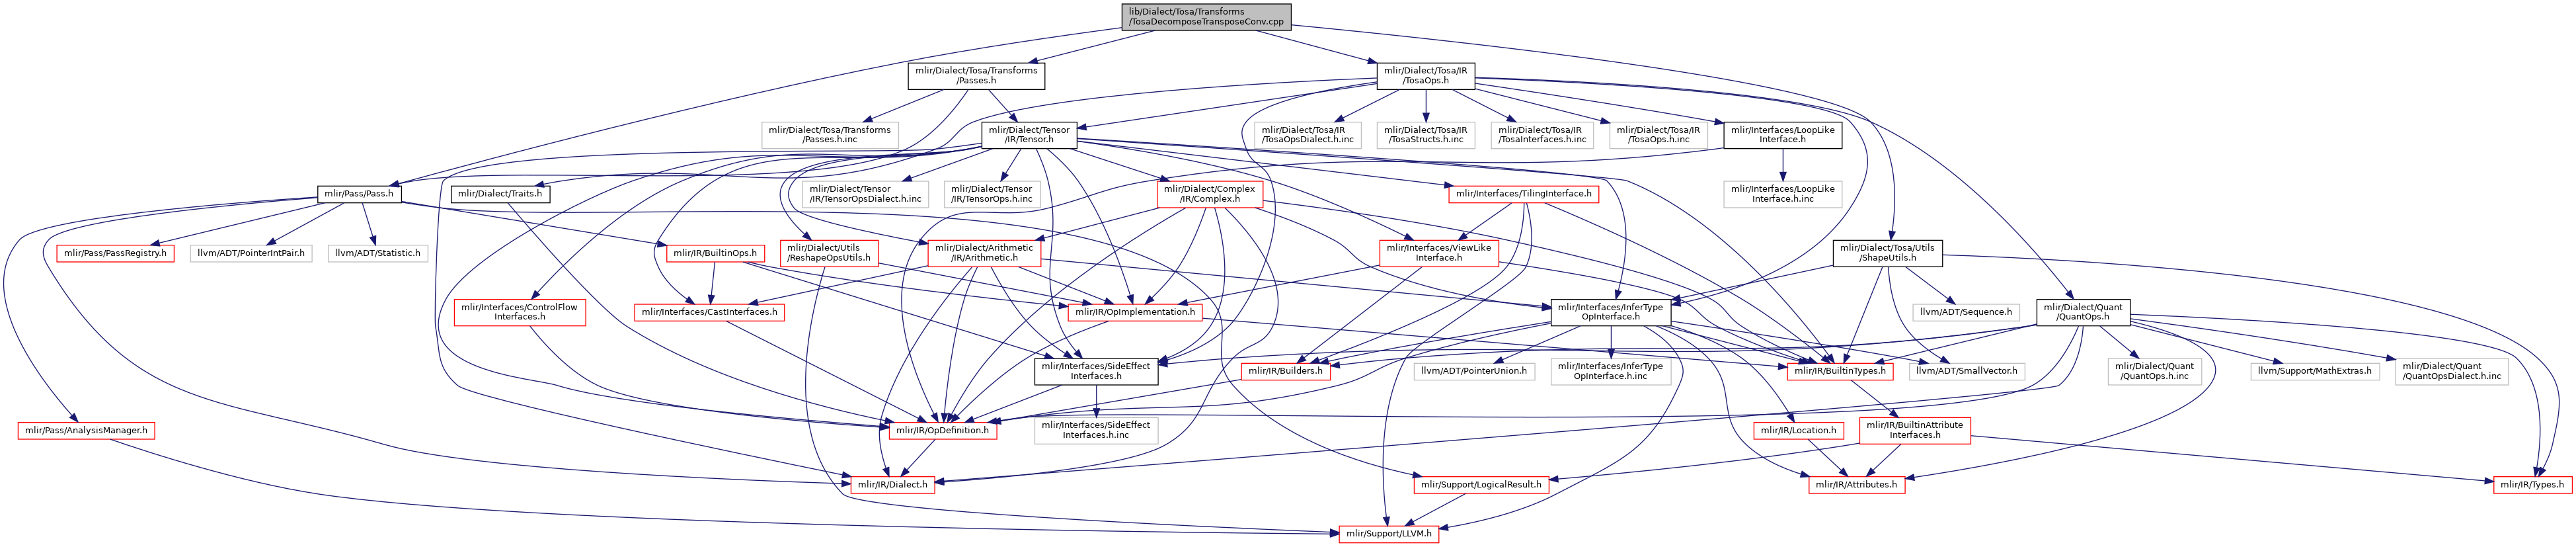 lib/Dialect/Tosa/Transforms
/TosaDecomposeTransposeConv.cpp
mlir/Dialect/Tosa/Transforms
/Passes.h
mlir/Dialect/Tosa/IR
/TosaOps.h
mlir/Dialect/Tosa/Transforms
/Passes.h.inc
mlir/Dialect/Tensor
/IR/Tensor.h
mlir/Dialect/Tosa/IR
/TosaOpsDialect.h.inc
mlir/Dialect/Tosa/IR
/TosaStructs.h.inc
mlir/Dialect/Tosa/IR
/TosaInterfaces.h.inc
mlir/Dialect/Tosa/IR
/TosaOps.h.inc
mlir/Interfaces/LoopLike
Interface.h
mlir/Pass/Pass.h
mlir/Dialect/Traits.h
mlir/Dialect/Tensor
/IR/TensorOpsDialect.h.inc
mlir/Dialect/Tensor
/IR/TensorOps.h.inc
mlir/Dialect/Complex
/IR/Complex.h
mlir/Interfaces/TilingInterface.h
mlir/Interfaces/LoopLike
Interface.h.inc
mlir/Pass/PassRegistry.h
llvm/ADT/PointerIntPair.h
llvm/ADT/Statistic.h
mlir/IR/BuiltinOps.h
mlir/Dialect/Utils
/ReshapeOpsUtils.h
mlir/Dialect/Arithmetic
/IR/Arithmetic.h
mlir/Interfaces/ViewLike
Interface.h
mlir/Dialect/Tosa/Utils
/ShapeUtils.h
mlir/Interfaces/ControlFlow
Interfaces.h
mlir/Interfaces/CastInterfaces.h
mlir/IR/OpImplementation.h
mlir/Interfaces/InferType
OpInterface.h
llvm/ADT/Sequence.h
mlir/Dialect/Quant
/QuantOps.h
mlir/Interfaces/SideEffect
Interfaces.h
mlir/IR/Builders.h
llvm/ADT/PointerUnion.h
mlir/Interfaces/InferType
OpInterface.h.inc
mlir/IR/BuiltinTypes.h
llvm/ADT/SmallVector.h
mlir/Dialect/Quant
/QuantOps.h.inc
llvm/Support/MathExtras.h
mlir/Dialect/Quant
/QuantOpsDialect.h.inc
mlir/Pass/AnalysisManager.h
mlir/IR/OpDefinition.h
mlir/Interfaces/SideEffect
Interfaces.h.inc
mlir/IR/Location.h
mlir/IR/BuiltinAttribute
Interfaces.h
mlir/IR/Dialect.h
mlir/Support/LogicalResult.h
mlir/IR/Attributes.h
mlir/IR/Types.h
mlir/Support/LLVM.h